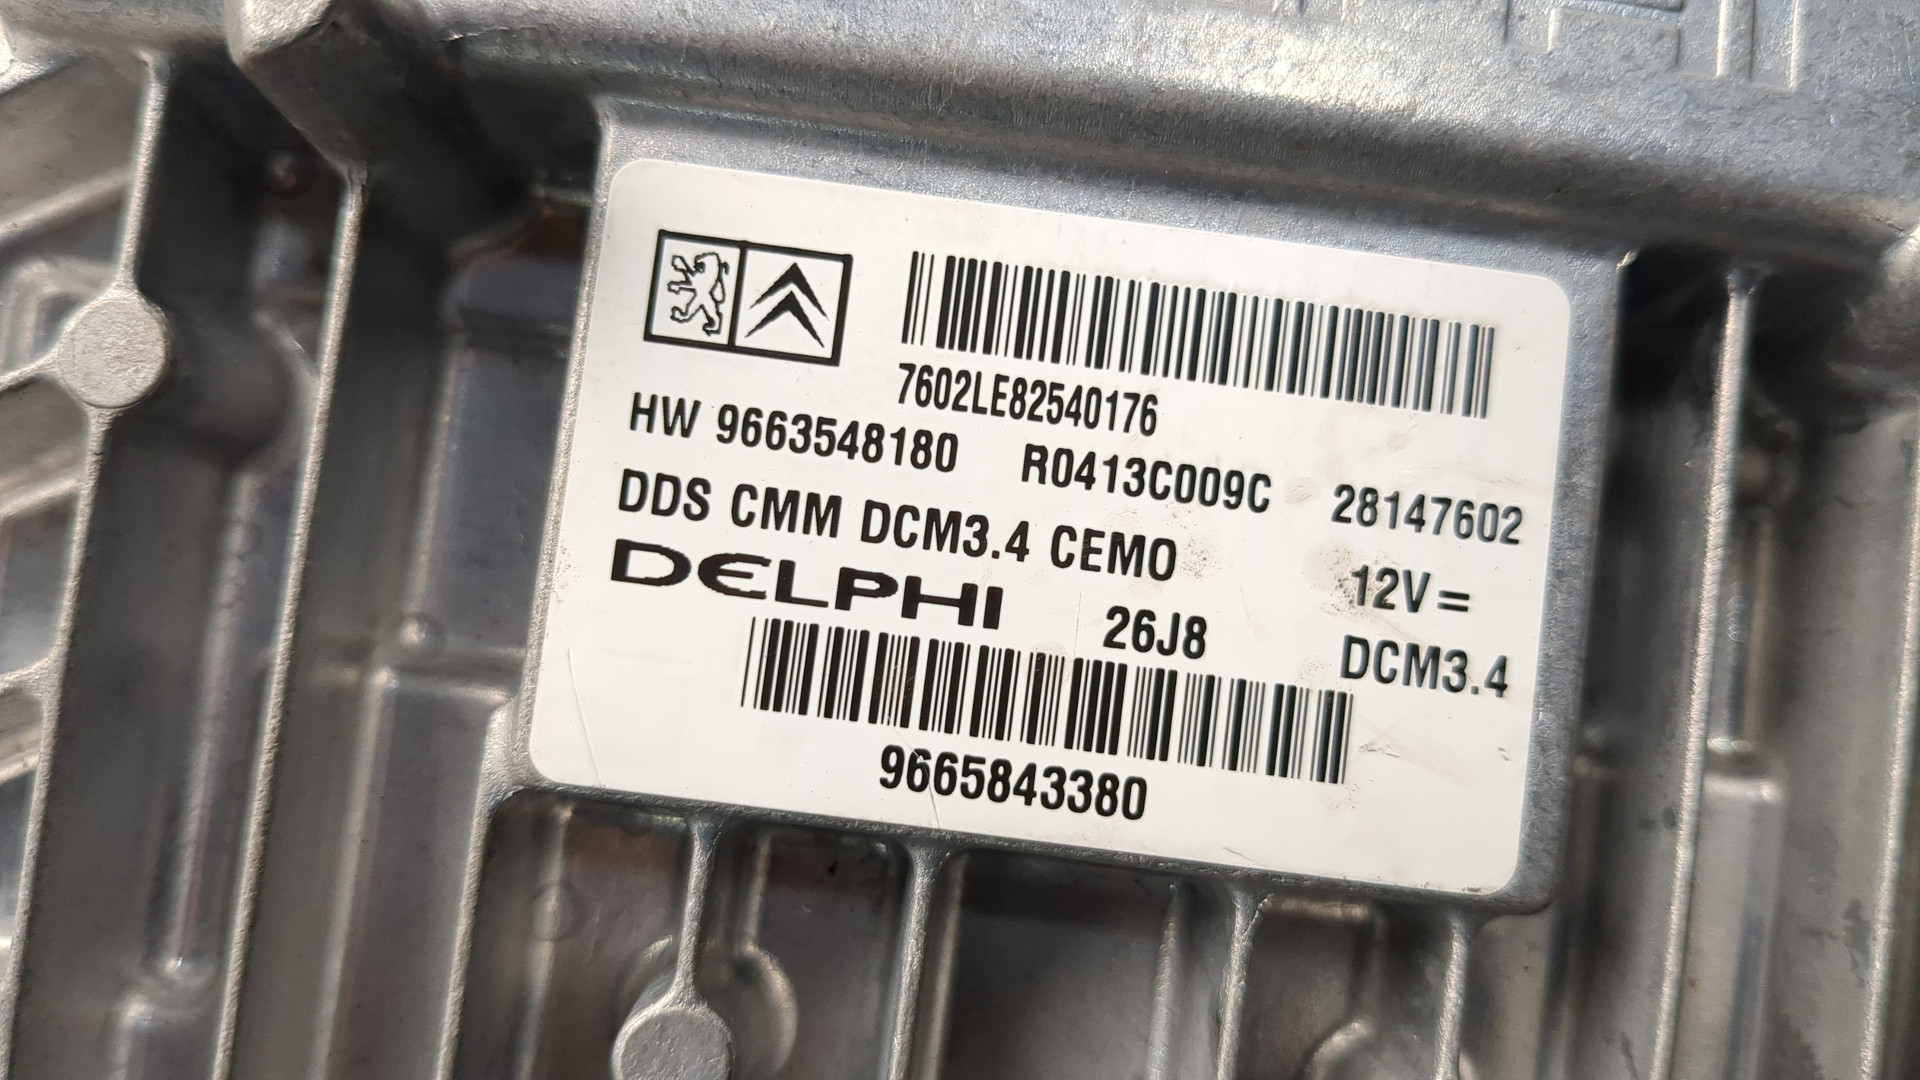 7602LE82540176
HW 9663548180 R0413C009C 28147602
DDS CMM DCM3.4 CEMO 12V=
DELPHI 26J8 DCM3.4
9665843380